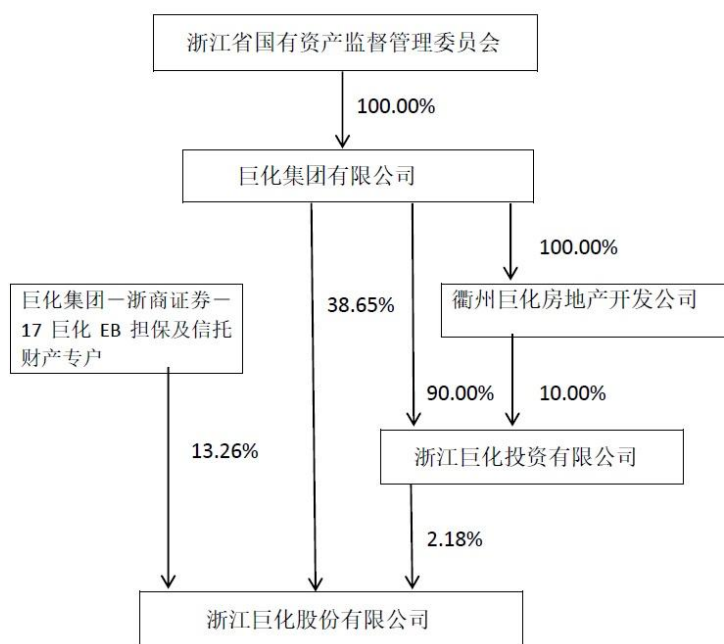 浙江省国有资产监督管理委员会
100.00%
巨化集团有限公司
100.00%
巨化集团－浙商证券－
17 巨化 EB 担保及信托
财产专户
38.65%
衢州巨化房地产开发公司
90.00%
10.00%
13.26%
浙江巨化投资有限公司
2.18%
浙江巨化股份有限公司